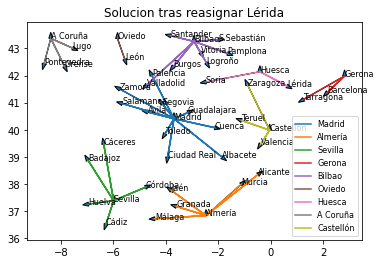 Solucion tras reasignar Lérida
43
42
41
40
39
38
37
36
−8
−6
−4
−2
0
2
A Coruña
Lugo
Pontevedra
Orense
Oviedo
León
Santander
Bilbao
S.Sebastián
Vitoria
Pamplona
Burgos
Logroño
Palencia
Valladolid
Zamora
Soria
Huesca
Zaragoza
Lérida
Gerona
Barcelona
Tarragona
Salamanca
Segovia
Ávila
Guadalajara
Madrid
Toledo
Cuenca
Teruel
Castellón
Valencia
Ciudad Real
Albacete
Cáceres
Badajoz
Córdoba
Huelva
Sevilla
Cádiz
Jaén
Granada
Málaga
Almería
Murcia
Alicante
Madrid
Almería
Sevilla
Gerona
Bilbao
Oviedo
Huesca
A Coruña
Castellón